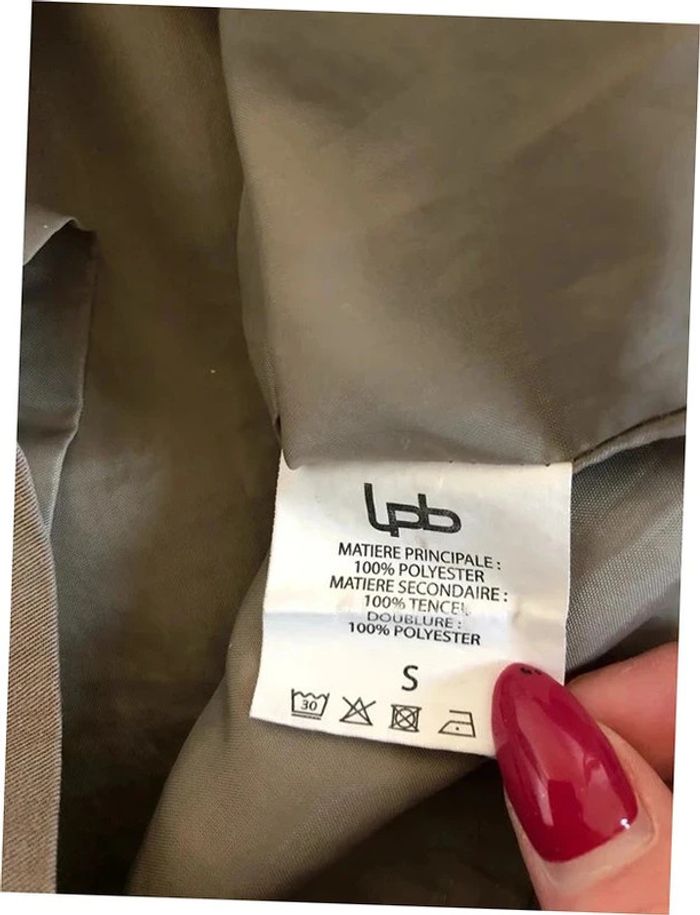 lpb
MATIERE PRINCIPALE :
100% POLYESTER
MATIERE SECONDAIRE :
100% TENCEL
DOUBLURE :
100% POLYESTER
S
30